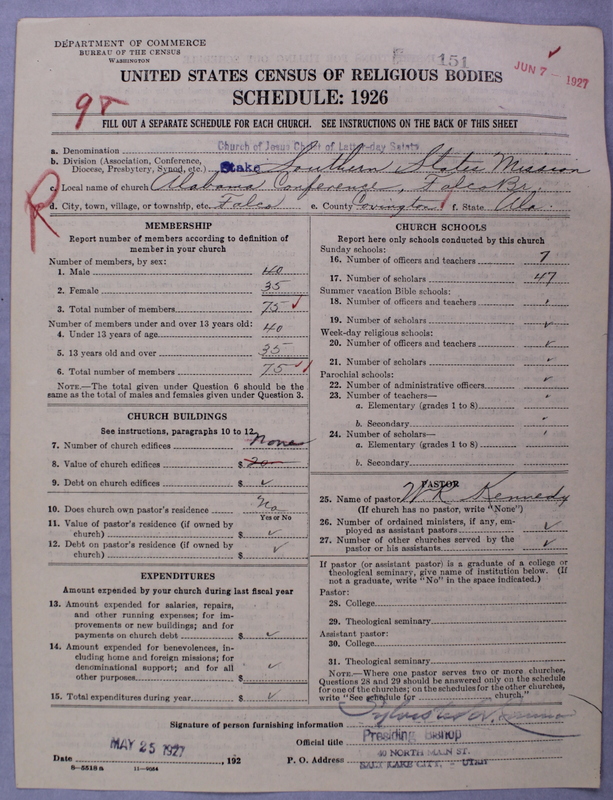 DEPARTMENT OF COMMERCE
BUREAU OF THE CENSUS
WASHINGTON
151
JUN 7 - 1927
UNITED STATES CENSUS OF RELIGIOUS BODIES
SCHEDULE: 1926
FILL OUT A SEPARATE SCHEDULE FOR EACH CHURCH. SEE INSTRUCTIONS ON THE BACK OF THIS SHEET
a. Denomination Church of Jesus Christ of Latter-day Saints
b. Division (Association, Conference, Diocese, Presbytery, Synod, etc.) Stake Southern State Mission
c. Local name of church Alabama Conference, Falco Br.
d. City, town, village, or township, etc. Falco e. County Covington f. State Ala.
R
MEMBERSHIP
Report number of members according to definition of
member in your church
Number of members, by sex:
1. Male 40
2. Female 35
3. Total number of members 75
Number of members under and over 13 years old:
4. Under 13 years of age 40
5. 13 years old and over 35
6. Total number of members 75
NOTE.—The total given under Question 6 should be the
same as the total of males and females given under Question 3.
CHURCH BUILDINGS
See instructions, paragraphs 10 to 12
7. Number of church edifices None
8. Value of church edifices $
9. Debt on church edifices $ ✓
10. Does church own pastor's residence No
Yes or No
11. Value of pastor's residence (if owned by
church) $ ✓
12. Debt on pastor's residence (if owned by
church) $ ✓
EXPENDITURES
Amount expended by your church during last fiscal year
13. Amount expended for salaries, repairs,
and other running expenses; for im-
provements or new buildings; and for
payments on church debt $ ✓
14. Amount expended for benevolences, in-
cluding home and foreign missions; for
denominational support; and for all
other purposes $ ✓
15. Total expenditures during year $ ✓
CHURCH SCHOOLS
Report here only schools conducted by this church
Sunday schools:
16. Number of officers and teachers 7
17. Number of scholars 47
Summer vacation Bible schools:
18. Number of officers and teachers
19. Number of scholars ✓
Week-day religious schools:
20. Number of officers and teachers ✓
21. Number of scholars ✓
Parochial schools:
22. Number of administrative officers ✓
23. Number of teachers—
a. Elementary (grades 1 to 8)
b. Secondary
24. Number of scholars—
a. Elementary (grades 1 to 8)
b. Secondary
PASTOR
25. Name of pastor W. R. Kennedy
(If church has no pastor, write "None")
26. Number of ordained ministers, if any, em-
ployed as assistant pastors ✓
27. Number of other churches served by the
pastor or his assistants ✓
If pastor (or assistant pastor) is a graduate of a college or
theological seminary, give name of institution below. (If
not a graduate, write "No" in the space indicated.)
Pastor:
28. College
29. Theological seminary
Assistant pastor:
30. College
31. Theological seminary
NOTE.—Where one pastor serves two or more churches,
Questions 28 and 29 should be answered only on the schedule
for one of the churches; on the schedules for the other churches,
write "See schedule for church."
Signature of person furnishing information Sylvester Q. Cannon
Official title Presiding Bishop
Date MAY 25 1927, 192 P. O. Address 40 NORTH MAIN ST.
SALT LAKE CITY, - UTAH
8-5518 a